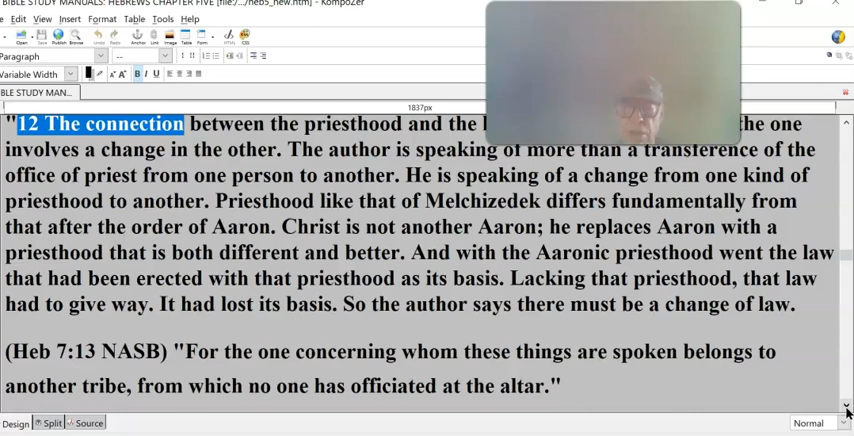 BIBLE STUDY MANUALS: HEBREWS CHAPTER FIVE [file:/.../heb5_new.htm] - KompoZer
Edit View Insert Format Table Tools Help
Open Save Publish Browse Undo Redo Anchor Link Image Table Form HTML CSS
Paragraph
Variable Width B I U
BLE STUDY MAN...
1837px
"12 The connection between the priesthood and the the one
involves a change in the other. The author is speaking of more than a transference of the
office of priest from one person to another. He is speaking of a change from one kind of
priesthood to another. Priesthood like that of Melchizedek differs fundamentally from
that after the order of Aaron. Christ is not another Aaron; he replaces Aaron with a
priesthood that is both different and better. And with the Aaronic priesthood went the law
that had been erected with that priesthood as its basis. Lacking that priesthood, that law
had to give way. It had lost its basis. So the author says there must be a change of law.
(Heb 7:13 NASB) "For the one concerning whom these things are spoken belongs to
another tribe, from which no one has officiated at the altar."
Design Split Source Normal